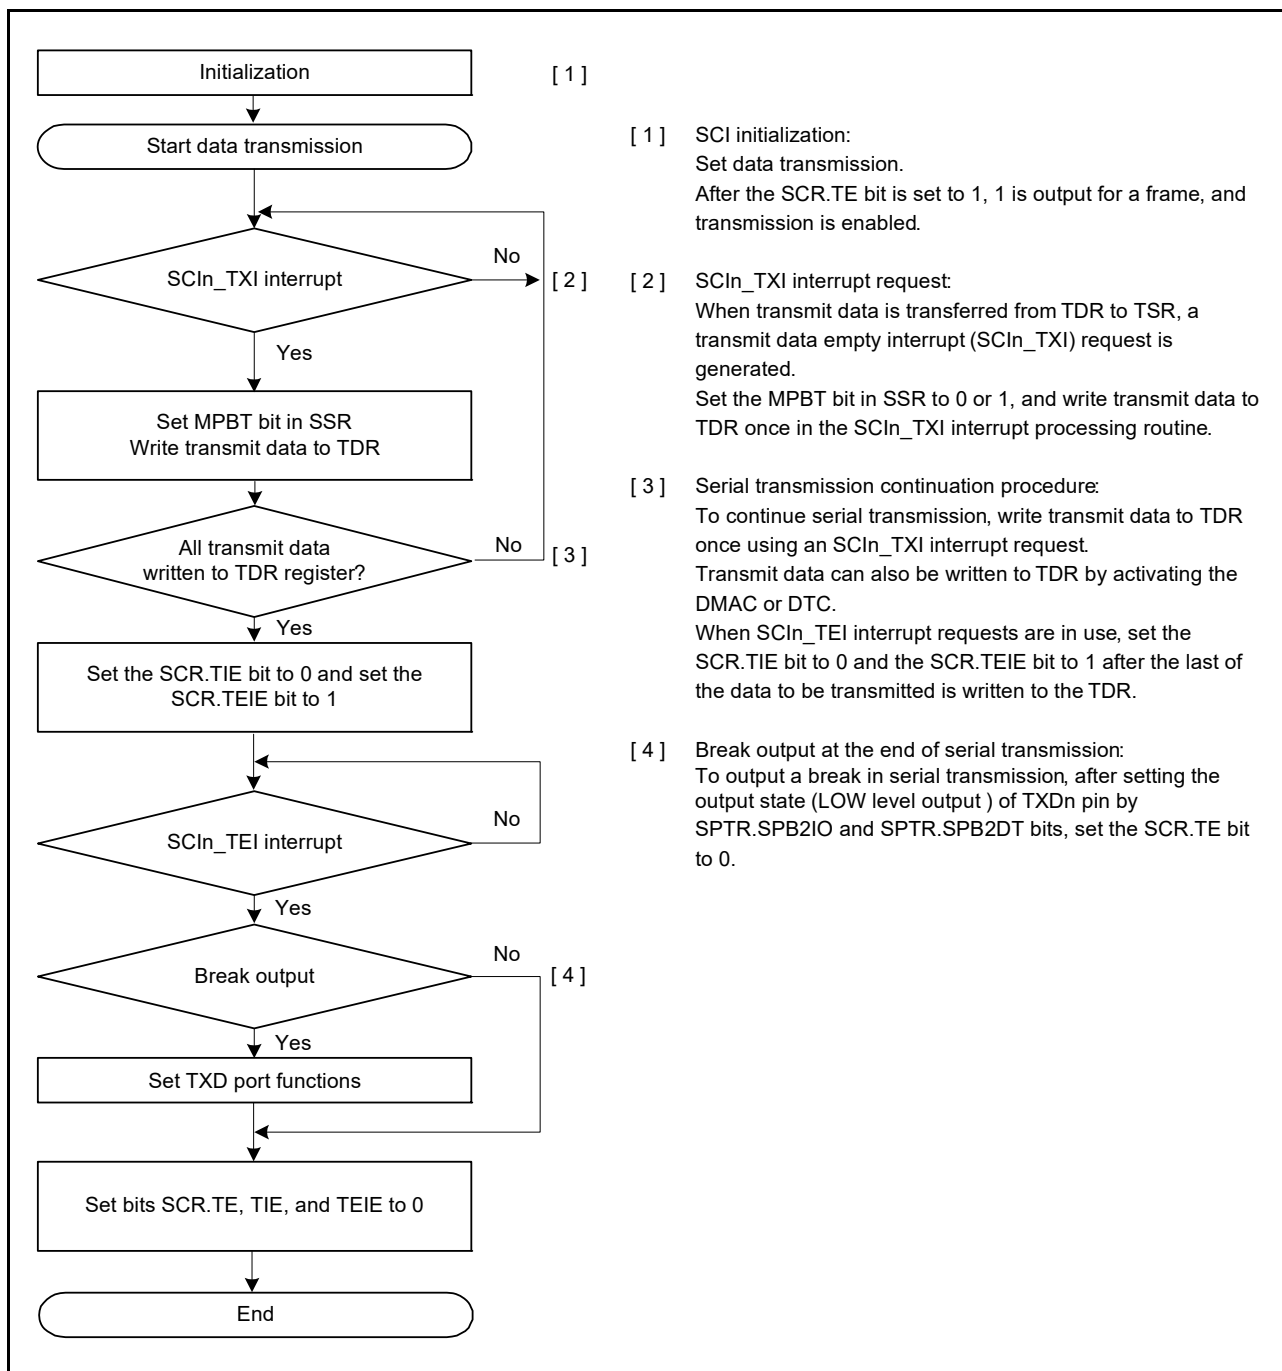 Initialization
[ 1 ]
Start data transmission
SCIn_TXI interrupt
No
[ 2 ]
Yes
Set MPBT bit in SSR
Write transmit data to TDR
All transmit data
written to TDR register?
No
[ 3 ]
Yes
Set the SCR.TIE bit to 0 and set the
SCR.TEIE bit to 1
SCIn_TEI interrupt
No
Yes
Break output
No
[ 4 ]
Yes
Set TXD port functions
Set bits SCR.TE, TIE, and TEIE to 0
End
[ 1 ] SCI initialization:
Set data transmission.
After the SCR.TE bit is set to 1, 1 is output for a frame, and
transmission is enabled.
[ 2 ] SCIn_TXI interrupt request:
When transmit data is transferred from TDR to TSR, a
transmit data empty interrupt (SCIn_TXI) request is
generated.
Set the MPBT bit in SSR to 0 or 1, and write transmit data to
TDR once in the SCIn_TXI interrupt processing routine.
[ 3 ] Serial transmission continuation procedure:
To continue serial transmission, write transmit data to TDR
once using an SCIn_TXI interrupt request.
Transmit data can also be written to TDR by activating the
DMAC or DTC.
When SCIn_TEI interrupt requests are in use, set the
SCR.TIE bit to 0 and the SCR.TEIE bit to 1 after the last of
the data to be transmitted is written to the TDR.
[ 4 ] Break output at the end of serial transmission:
To output a break in serial transmission, after setting the
output state (LOW level output ) of TXDn pin by
SPTR.SPB2IO and SPTR.SPB2DT bits, set the SCR.TE bit
to 0.